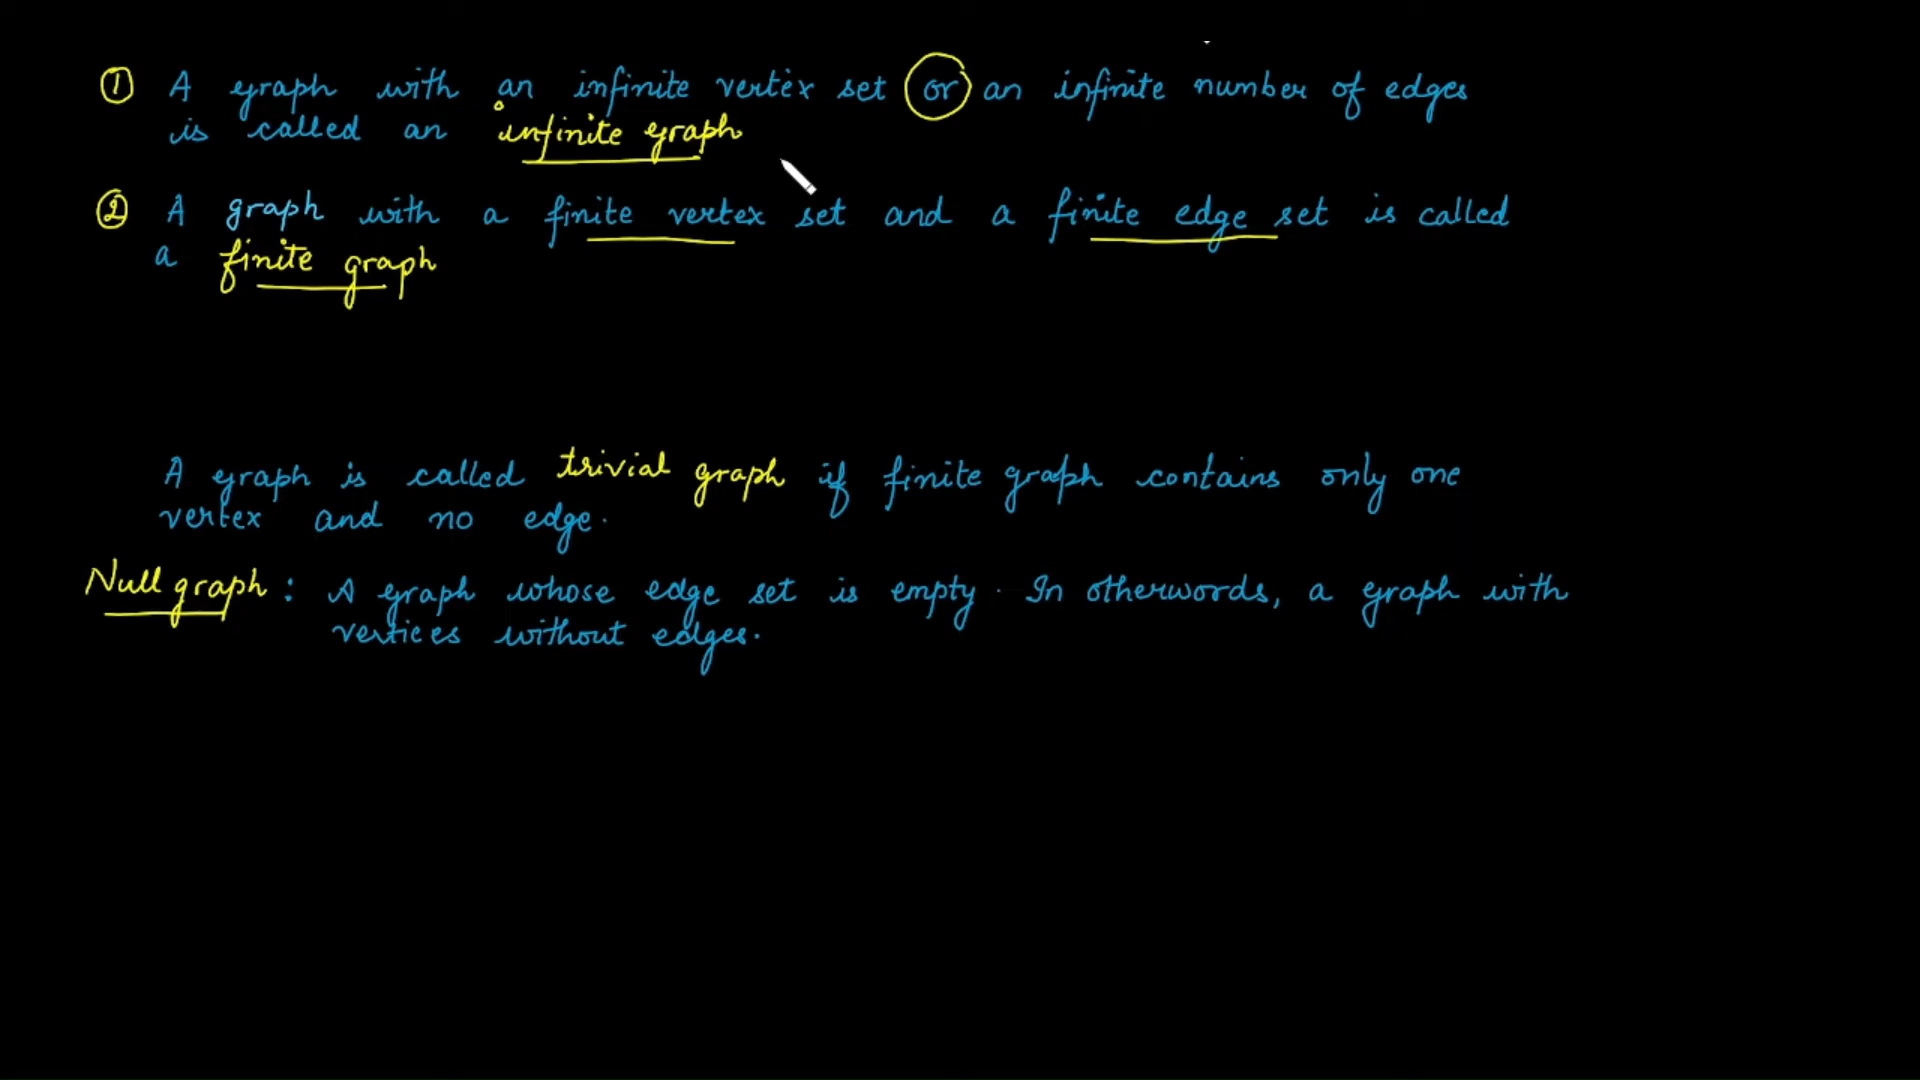 ① A graph with an infinite vertex set or an infinite number of edges
is called an infinite graph
② A graph with a finite vertex set and a finite edge set is called
a finite graph
A graph is called trivial graph if finite graph contains only one
vertex and no edge.
Null graph : A graph whose edge set is empty. In otherwords, a graph with
vertices without edges.